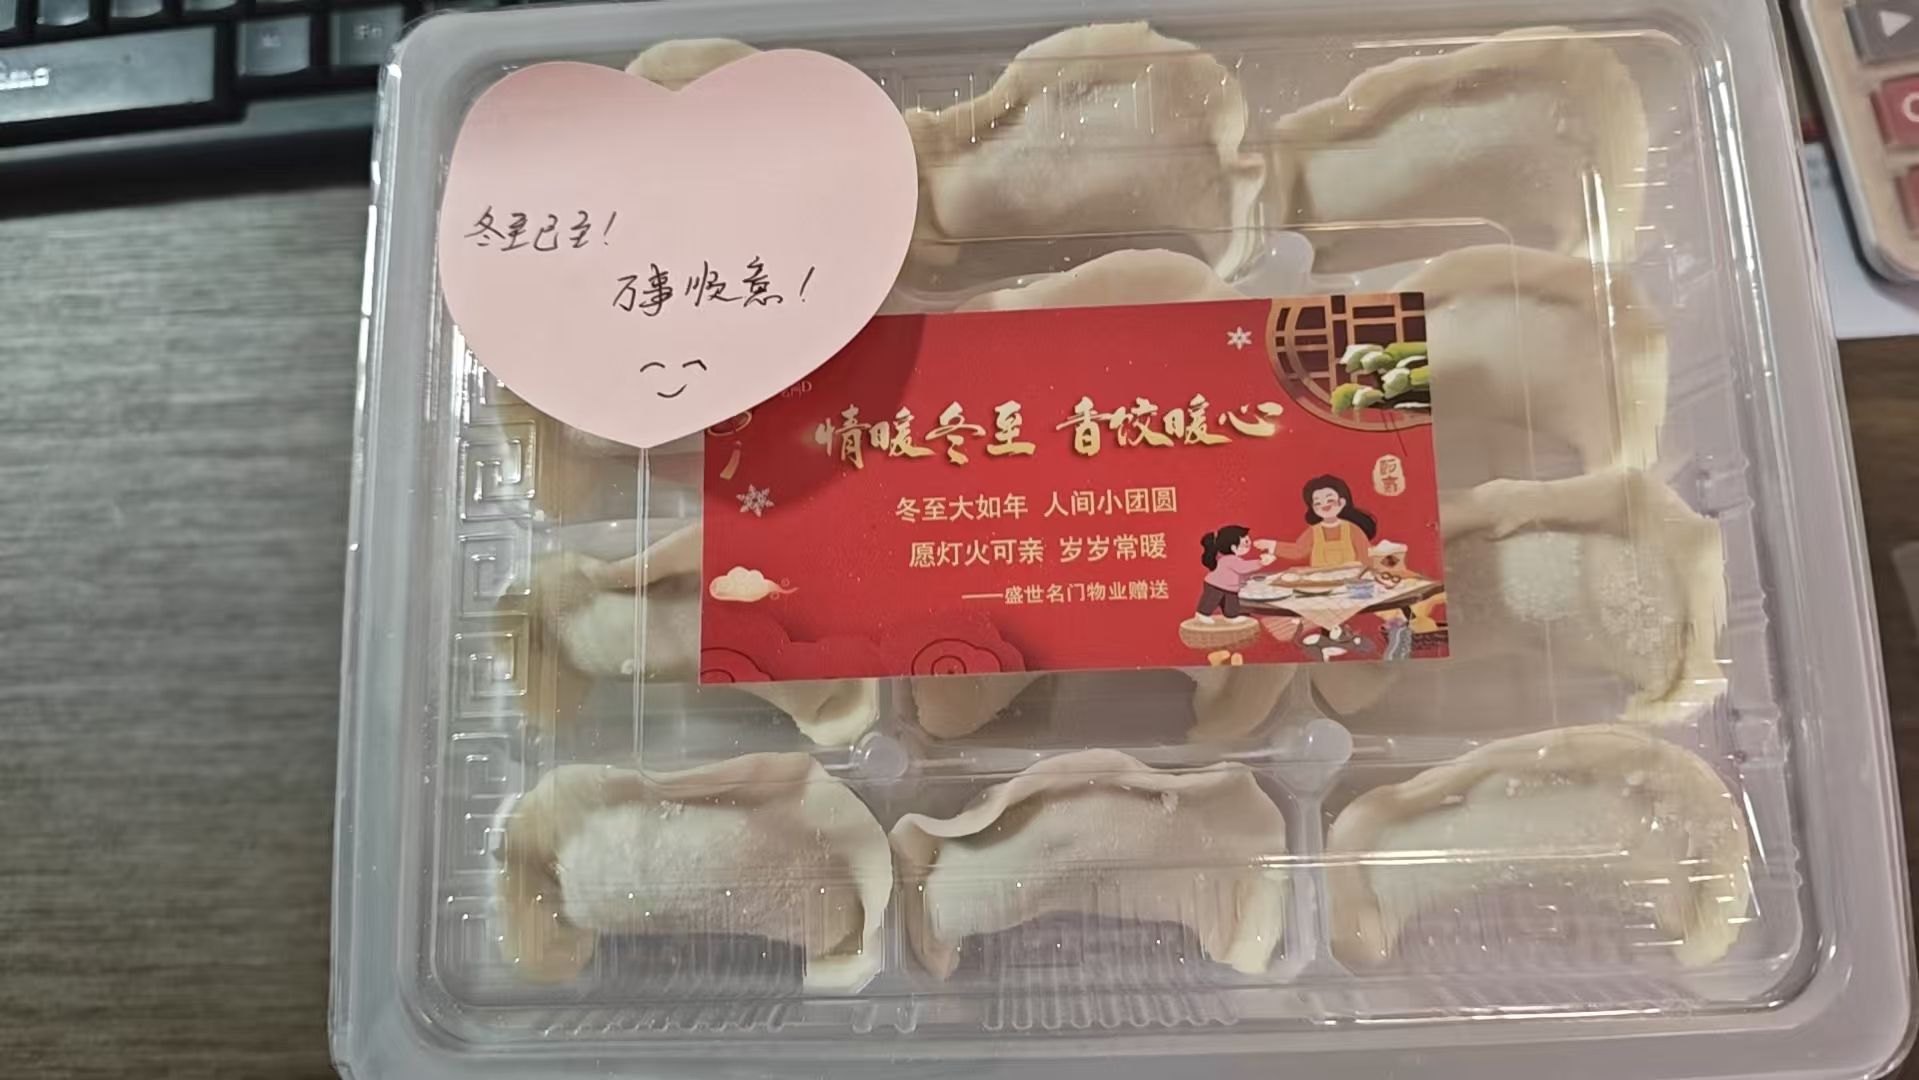 冬至已至！
万事顺意！
情暖冬至 香饺暖心
冬至大如年 人间小团圆
愿灯火可亲 岁岁常暖
——盛世名门物业赠送